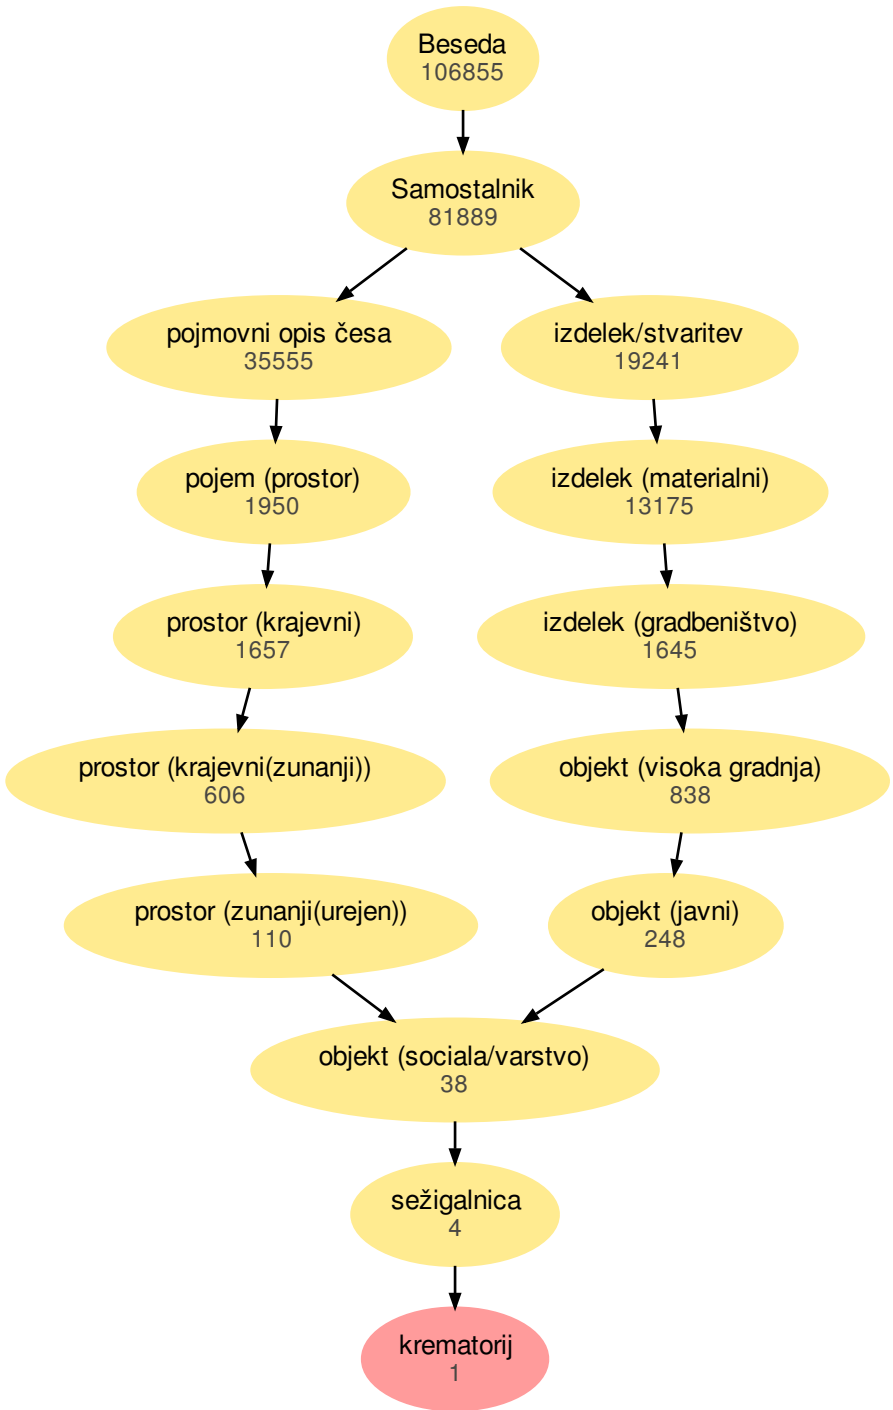 Beseda
106855
Samostalnik
81889
pojmovni opis česa
35555
izdelek/stvaritev
19241
pojem (prostor)
1950
izdelek (materialni)
13175
prostor (krajevni)
1657
izdelek (gradbeništvo)
1645
prostor (krajevni(zunanji))
606
objekt (visoka gradnja)
838
prostor (zunanji(urejen))
110
objekt (javni)
248
objekt (sociala/varstvo)
38
sežigalnica
4
krematorij
1